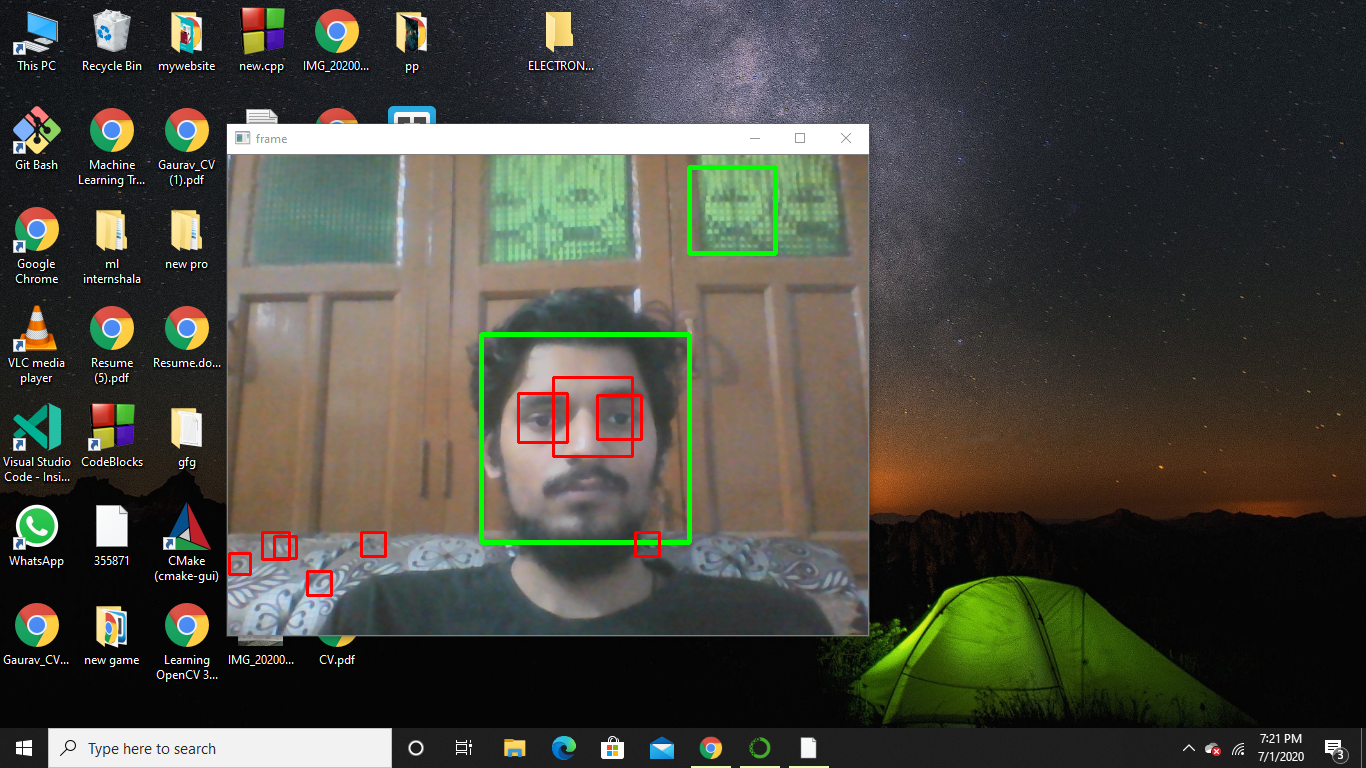 This PC
Recycle Bin
mywebsite
new.cpp
IMG_20200...
pp
ELECTRON...
Git Bash
Machine
Learning Tr...
Gaurav_CV
(1).pdf
frame
Google
Chrome
ml
internshala
new pro
VLC media
player
Resume
(5).pdf
Resume.do...
Visual Studio
Code - Insi...
CodeBlocks
gfg
WhatsApp
355871
CMake
(cmake-gui)
Gaurav_CV...
new game
Learning
OpenCV 3...
IMG_20200...
CV.pdf
Type here to search
7:21 PM
7/1/2020
3